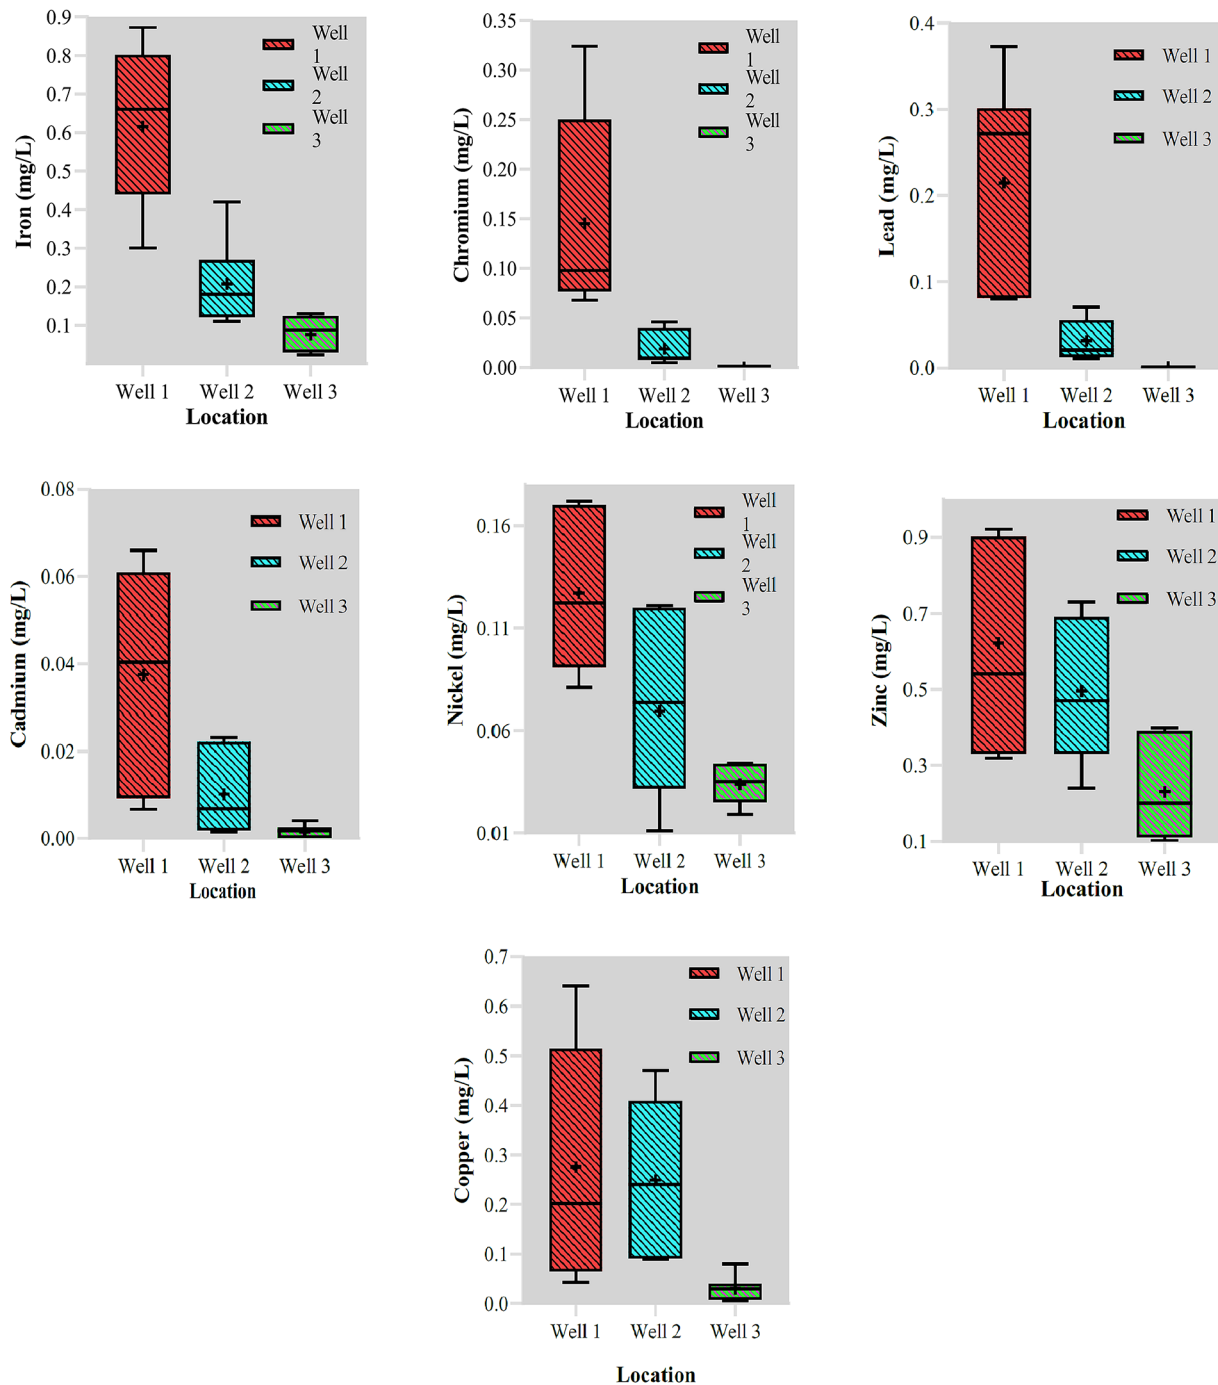 Iron (mg/L)
0.9
0.8
0.7
0.6
0.5
0.4
0.3
0.2
0.1
Well
1
Well
2
Well
3
Well 1 Well 2 Well 3
Location
Chromium (mg/L)
0.35
0.30
0.25
0.20
0.15
0.10
0.05
0.00
Well
1
Well
2
Well
3
Well 1 Well 2 Well 3
Location
Lead (mg/L)
0.4
0.3
0.2
0.1
0.0
Well 1
Well 2
Well 3
Well 1 Well 2 Well 3
Location
Cadmium (mg/L)
0.08
0.06
0.04
0.02
0.00
Well 1
Well 2
Well 3
Well 1 Well 2 Well 3
Location
Nickel (mg/L)
0.16
0.11
0.06
0.01
Well
1
Well
2
Well
3
Well 1 Well 2 Well 3
Location
Zinc (mg/L)
0.9
0.7
0.5
0.3
0.1
Well 1
Well 2
Well 3
Well 1 Well 2 Well 3
Location
Copper (mg/L)
0.7
0.6
0.5
0.4
0.3
0.2
0.1
0.0
Well 1
Well 2
Well 3
Well 1 Well 2 Well 3
Location